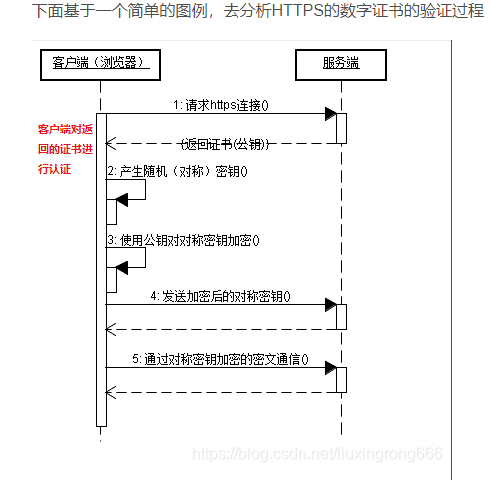 下面基于一个简单的图例，去分析HTTPS的数字证书的验证过程
客户端（浏览器）
服务端
1: 请求https连接()
客户端对返
回的证书进
行认证
(返回证书(公钥))
2: 产生随机（对称）密钥()
3: 使用公钥对对称密钥加密()
4: 发送加密后的对称密钥()
5: 通过对称密钥加密的密文通信()
https://blog.csdn.net/liuxingrong666